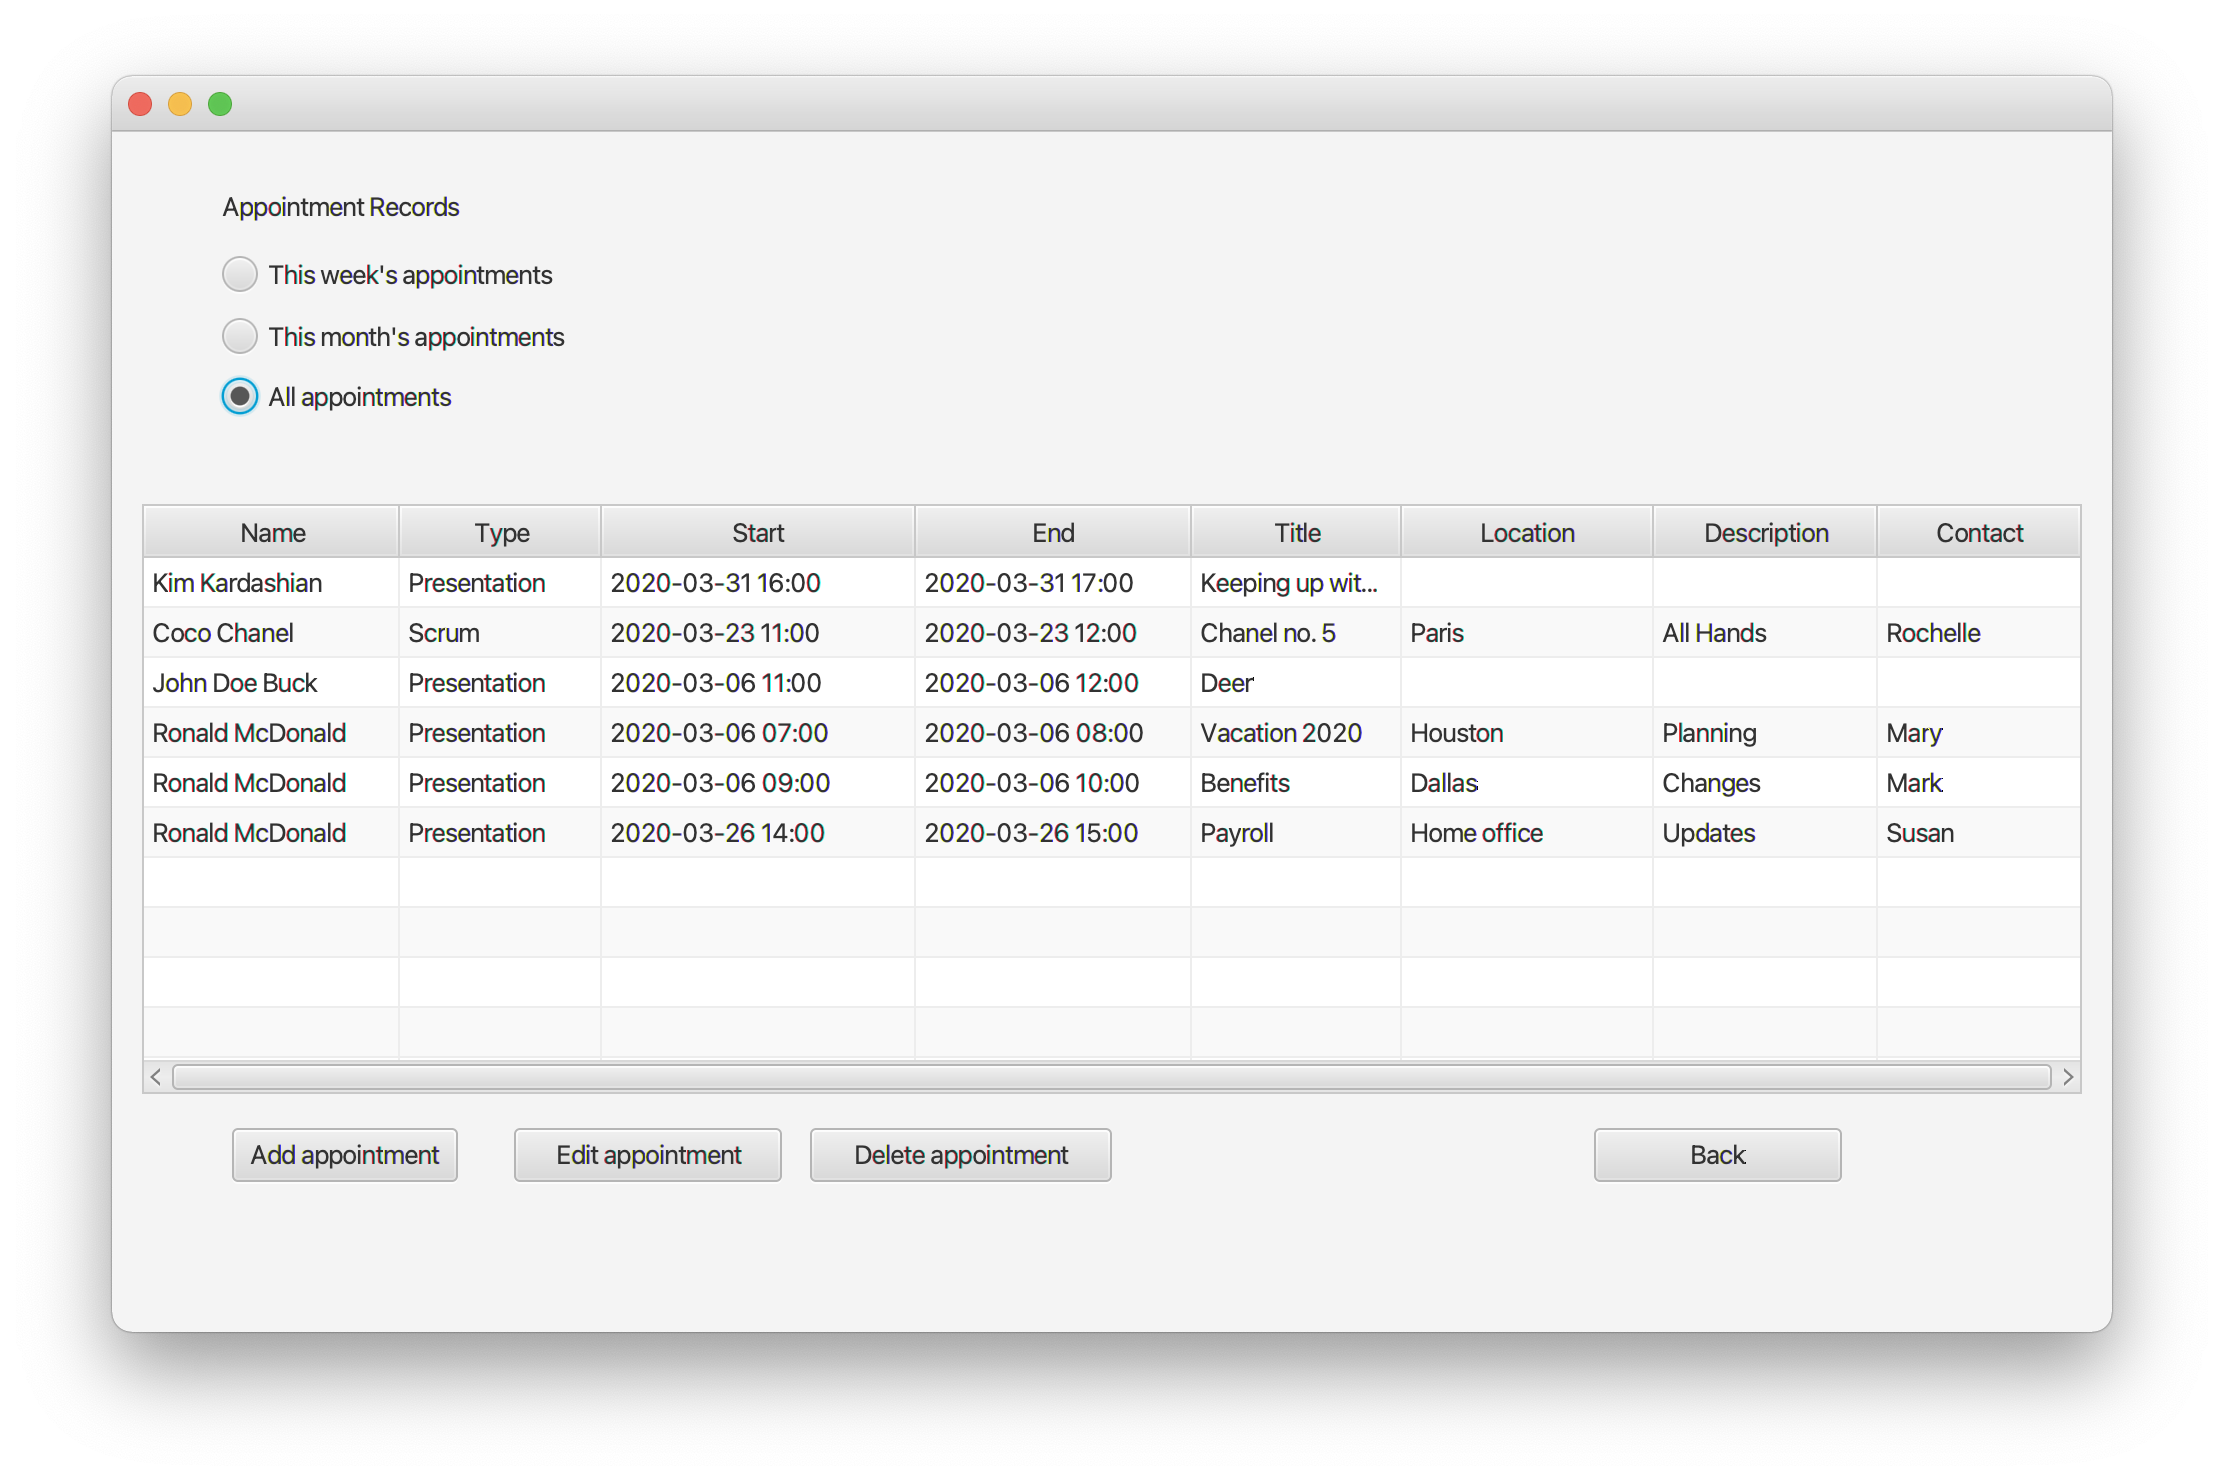 Appointment Records
This week's appointments
This month's appointments
All appointments
Name Type Start End Title Location Description Contact
Kim Kardashian Presentation 2020-03-31 16:00 2020-03-31 17:00 Keeping up wit...
Coco Chanel Scrum 2020-03-23 11:00 2020-03-23 12:00 Chanel no. 5 Paris All Hands Rochelle
John Doe Buck Presentation 2020-03-06 11:00 2020-03-06 12:00 Deer
Ronald McDonald Presentation 2020-03-06 07:00 2020-03-06 08:00 Vacation 2020 Houston Planning Mary
Ronald McDonald Presentation 2020-03-06 09:00 2020-03-06 10:00 Benefits Dallas Changes Mark
Ronald McDonald Presentation 2020-03-26 14:00 2020-03-26 15:00 Payroll Home office Updates Susan
Add appointment Edit appointment Delete appointment Back